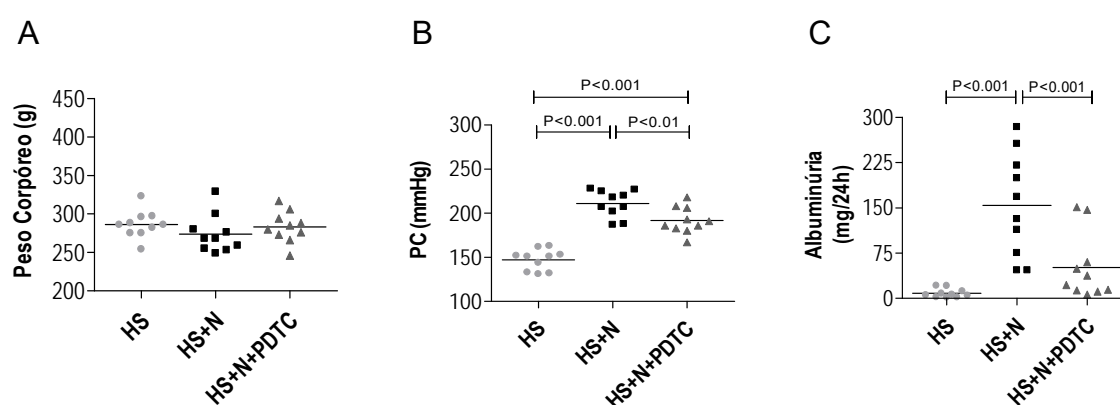 A
Peso Corpóreo (g)
450
400
350
300
250
200
HS
HS+N
HS+N+PDTC
B
P<0.001
P<0.001
P<0.01
PC (mmHg)
300
250
200
150
100
HS
HS+N
HS+N+PDTC
C
P<0.001
P<0.001
Albuminúria
(mg/24h)
300
225
150
75
0
HS
HS+N
HS+N+PDTC